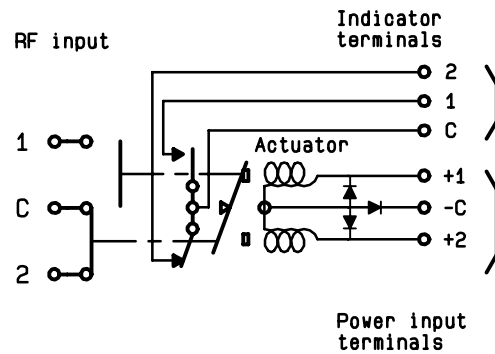 Indicator
terminals
RF input
2
1
C
Actuator
1
C
2
+1
-C
+2
Power input
terminals